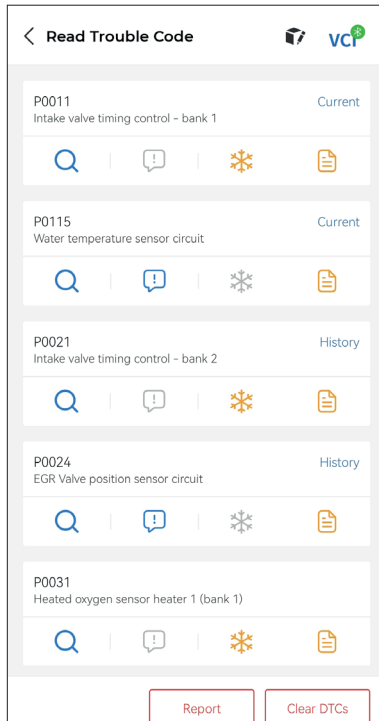 Read Trouble Code
VCI
P0011
Current
Intake valve timing control - bank 1
P0115
Current
Water temperature sensor circuit
P0021
History
Intake valve timing control - bank 2
P0024
History
EGR Valve position sensor circuit
P0031
Heated oxygen sensor heater 1 (bank 1)
Report
Clear DTCs